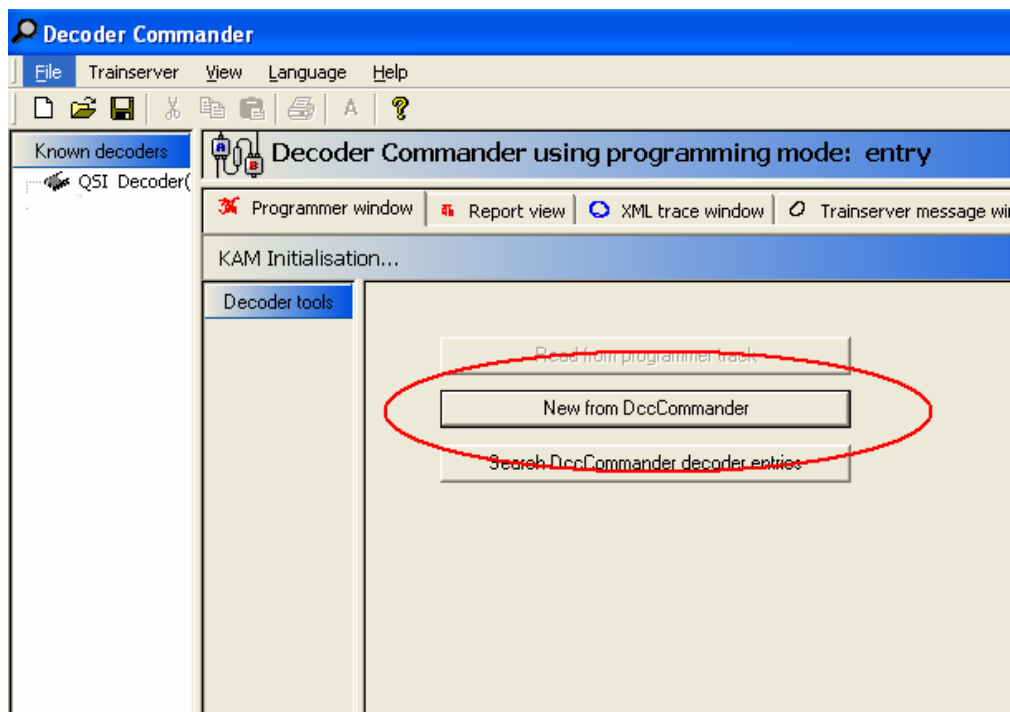 Decoder Commander
File Trainserver View Language Help
A
Known decoders
QSI Decoder(
A B
Decoder Commander using programming mode: entry
Programmer window Report view XML trace window Trainserver message wi
KAM Initialisation...
Decoder tools
Read from programmer track
New from DccCommander
Search DccCommander decoder entries